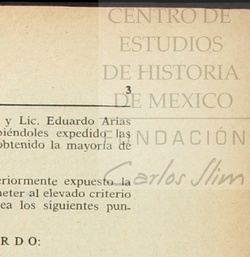 CENTRO DE
ESTUDIOS
DE HISTORIA
DE MEXICO
FUNDACIÓN
Carlos Slim
3
y Lic. Eduardo Arias
biéndoles expedido las
obtenido la mayoría de
eriormente expuesto la
meter al elevado criterio
ea los siguientes pun-
RDO: